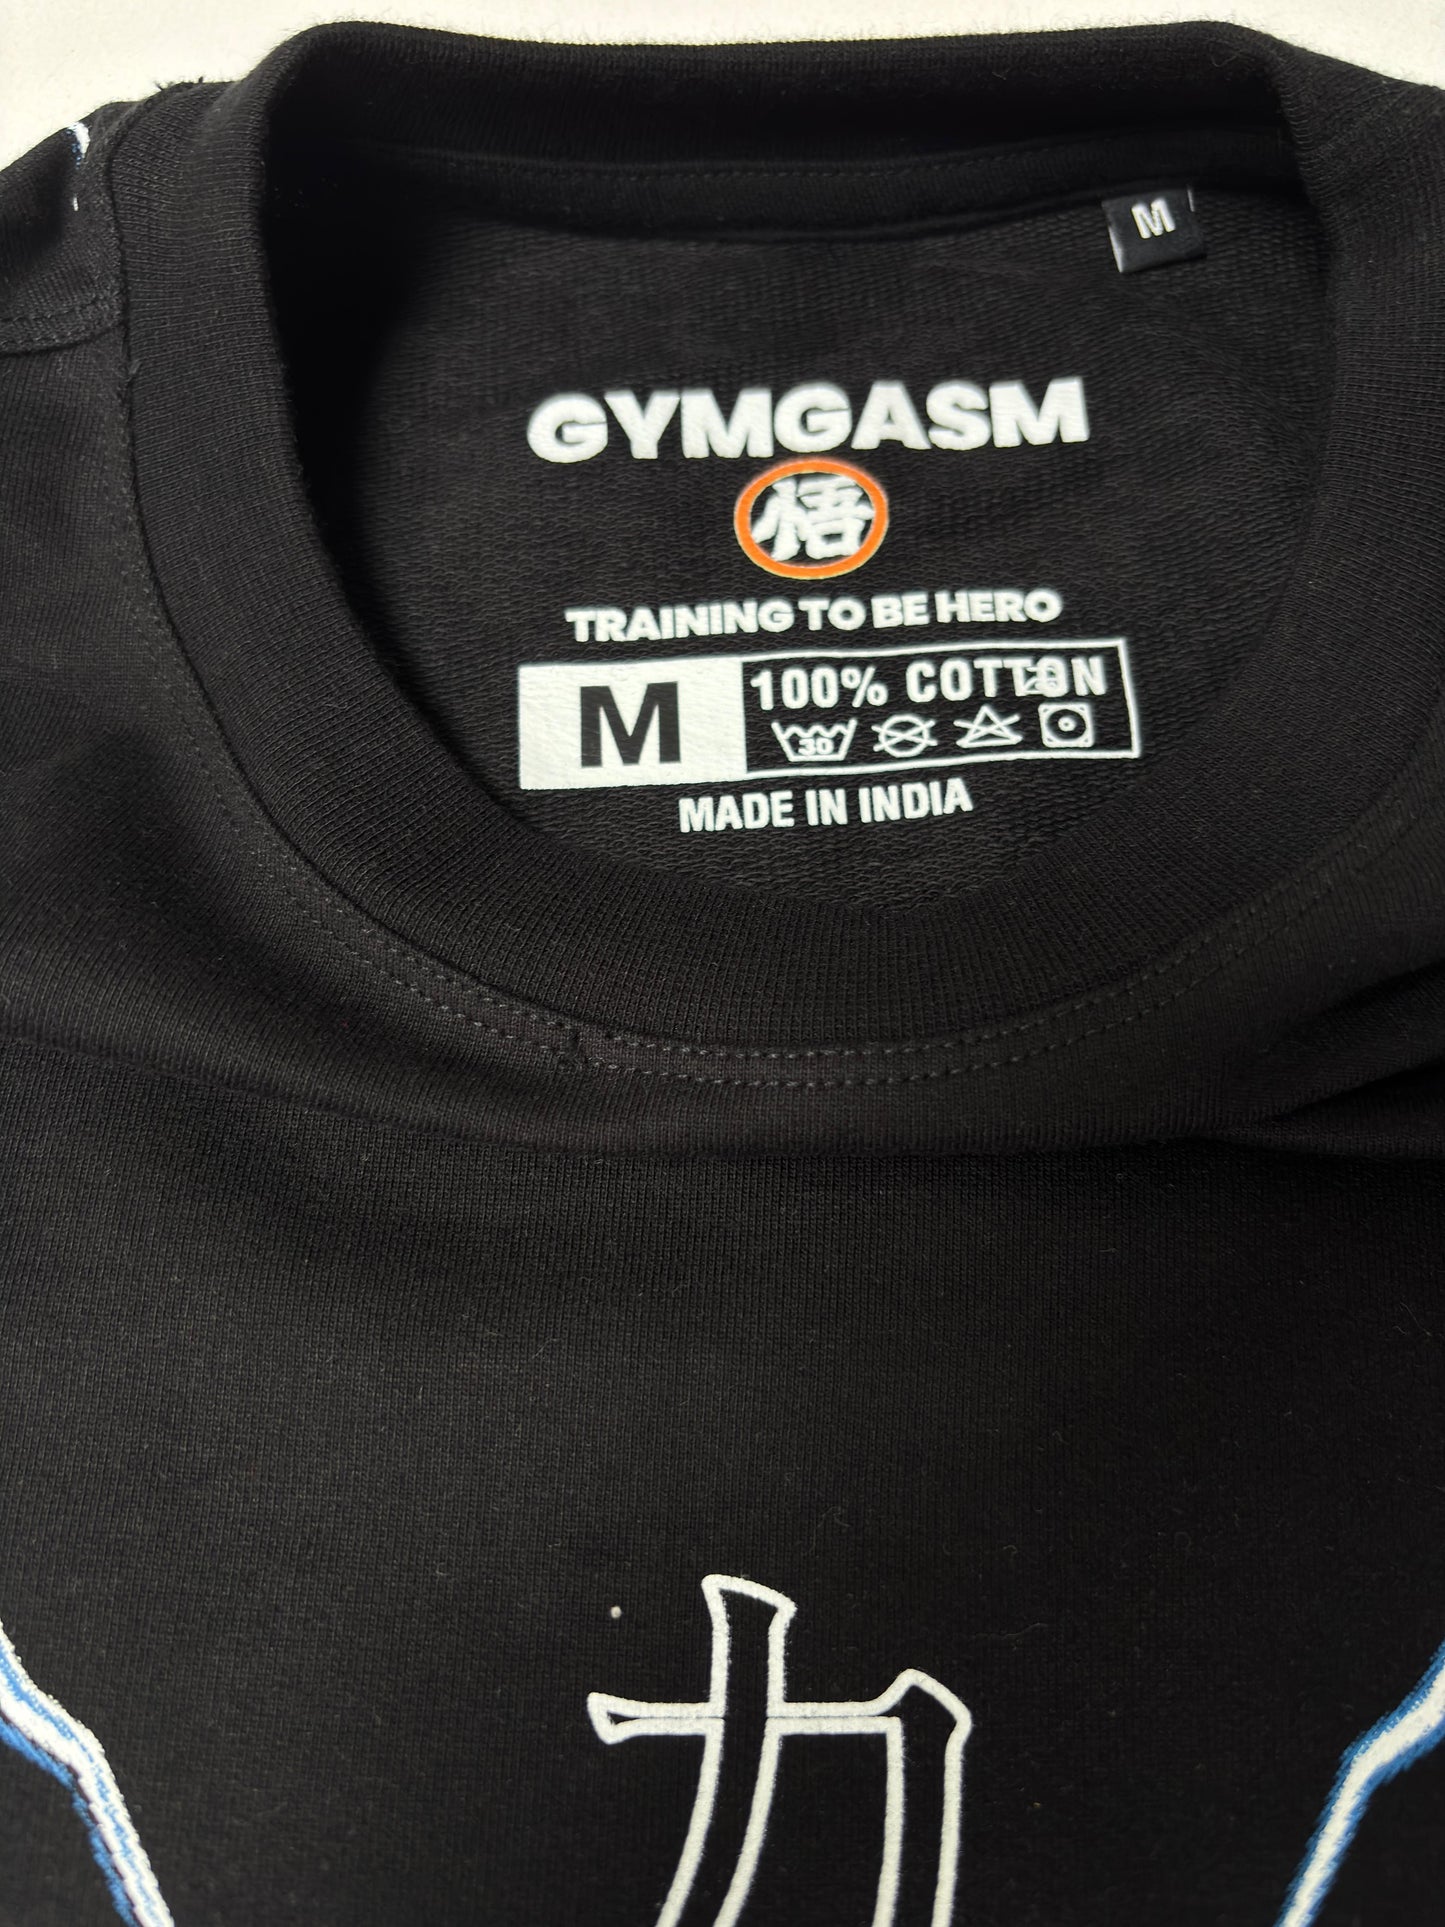 M
GYMGASM
悟
TRAINING TO BE HERO
M
100% COTTON
30
MADE IN INDIA
力